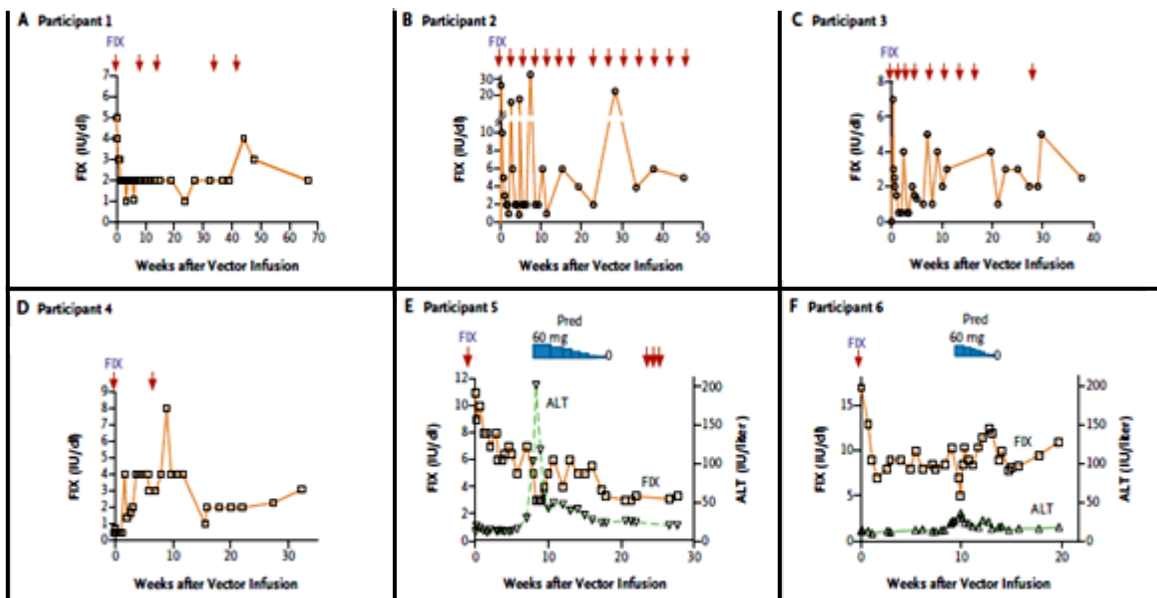 A Participant 1
FIX
FIX (IU/dl)
7
6
5
4
3
2
1
0
0 10 20 30 40 50 60 70
Weeks after Vector Infusion
B Participant 2
FIX
FIX (IU/dl)
30
20
10
8
6
4
2
0
0 10 20 30 40 50
Weeks after Vector Infusion
C Participant 3
FIX
FIX (IU/dl)
8
6
4
2
0
0 10 20 30 40
Weeks after Vector Infusion
D Participant 4
FIX
FIX (IU/dl)
9
8
7
6
5
4
3
2
1
0
0 10 20 30
Weeks after Vector Infusion
E Participant 5
Pred
60 mg
0
FIX
FIX (IU/dl)
12
10
8
6
4
2
0
ALT
FIX
200
150
100
50
0
ALT (IU/liter)
0 10 20 30
Weeks after Vector Infusion
F Participant 6
Pred
60 mg
0
FIX
FIX (IU/dl)
15
10
5
0
FIX
ALT
200
150
100
50
0
ALT (IU/liter)
0 10 20
Weeks after Vector Infusion